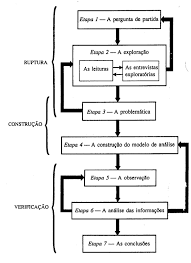 Etapa 1 — A pergunta de partida
Etapa 2 — A exploração
As leituras
As entrevistas
exploratórias
RUPTURA
Etapa 3 — A problemática
CONSTRUÇÃO
Etapa 4 — A construção do modelo de análise
Etapa 5 — A observação
VERIFICAÇÃO
Etapa 6 — A análise das informações
Etapa 7 — As conclusões